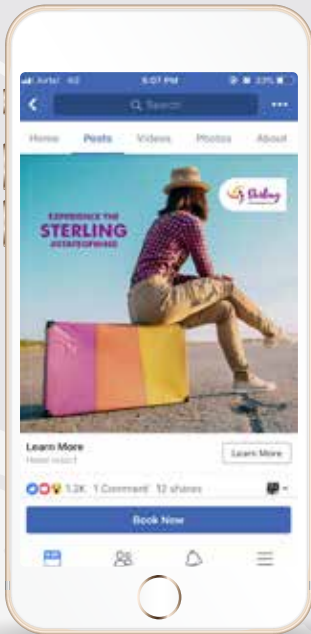 Airtel 4G 5:07 PM 33%
Search
Home Posts Videos Photos About
Sterling
EXPERIENCE THE
STERLING
#STATEOFMIND
Learn More
Hotel resort
Learn More
1.2K 1 Comment 12 shares
Book Now